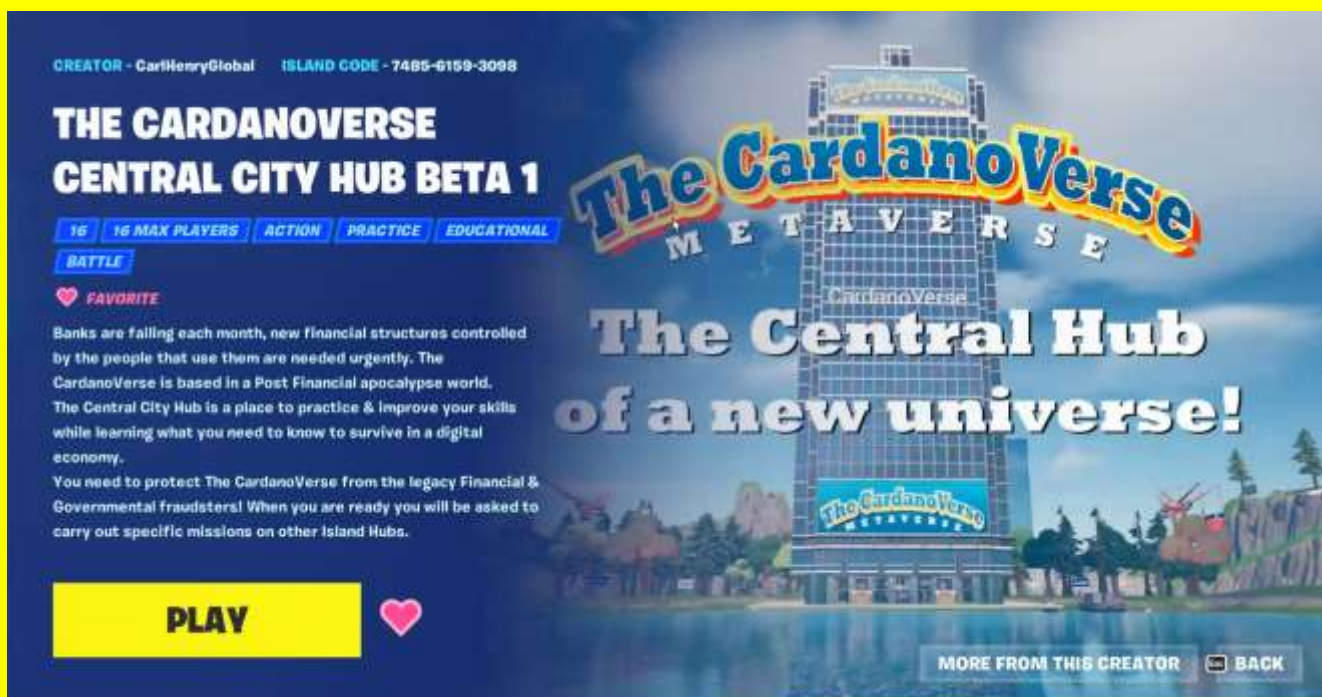 CREATOR - CarlHenryGlobal ISLAND CODE - 7485-6159-3098
THE CARDANOVERSE
CENTRAL CITY HUB BETA 1
16 16 MAX PLAYERS ACTION PRACTICE EDUCATIONAL
BATTLE
FAVORITE
Banks are failing each month, new financial structures controlled
by the people that use them are needed urgently. The
CardanoVerse is based in a Post Financial apocalypse world.
The Central City Hub is a place to practice & improve your skills
while learning what you need to know to survive in a digital
economy.
You need to protect The CardanoVerse from the legacy Financial &
Governmental fraudsters! When you are ready you will be asked to
carry out specific missions on other Island Hubs.
PLAY
The CardanoVerse
METAVERSE
The CardanoVerse
METAVERSE
CardanoVerse
The Central Hub
of a new universe!
The CardanoVerse
METAVERSE
MORE FROM THIS CREATOR BACK